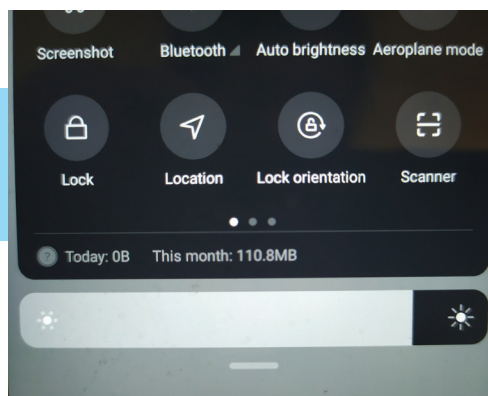 Screenshot Bluetooth Auto brightness Aeroplane mode
Lock Location Lock orientation Scanner
? Today: 0B This month: 110.8MB